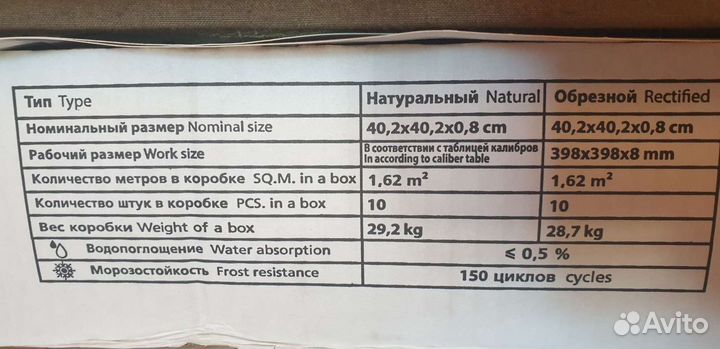 Тип Type Натуральный Natural Обрезной Rectified
Номинальный размер Nominal size 40,2x40,2x0,8 cm 40,2x40,2x0,8 cm
Рабочий размер Work size В соответствии с таблицей калибров In according to caliber table 398x398x8 mm
Количество метров в коробке SQ.M. in a box 1,62 m² 1,62 m²
Количество штук в коробке PCS. in a box 10 10
Вес коробки Weight of a box 29,2 kg 28,7 kg
Водопоглощение Water absorption ⩽ 0,5 %
Морозостойкость Frost resistance 150 циклов cycles
Avito